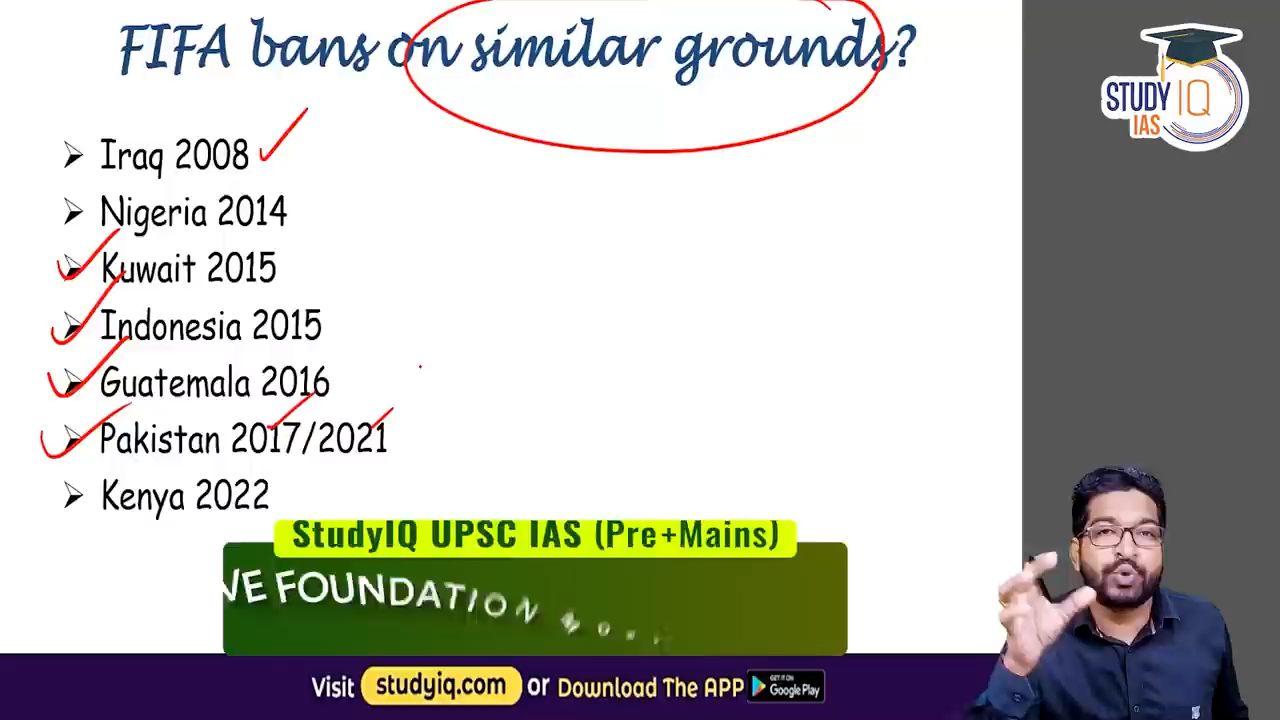 FIFA bans on similar grounds?
STUDY IQ
IAS
Iraq 2008
Nigeria 2014
Kuwait 2015
Indonesia 2015
Guatemala 2016
Pakistan 2017/2021
Kenya 2022
StudyIQ UPSC IAS (Pre+Mains)
VE FOUNDATION
Visit studyiq.com or Download The APP GET IT ON Google Play